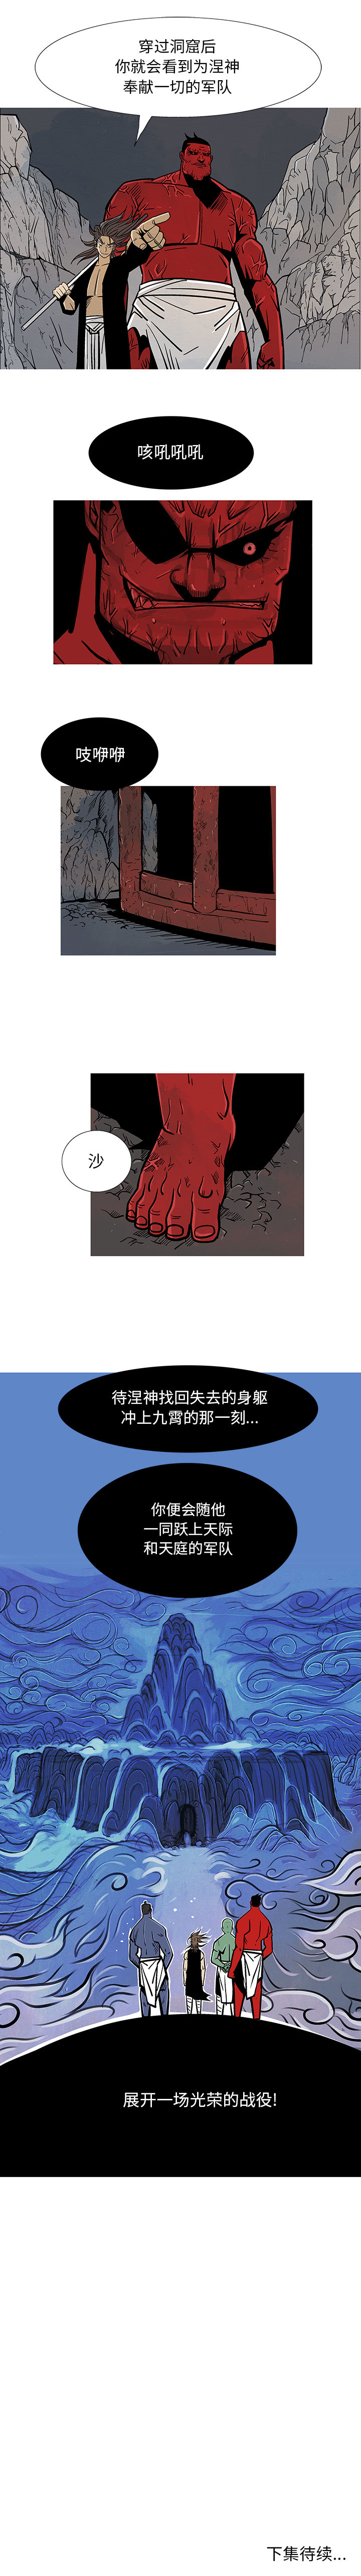 穿过洞窟后
你就会看到为涅神
奉献一切的军队
咳吼吼吼
吱咿咿
沙
待涅神找回失去的身躯
冲上九霄的那一刻...
你便会随他
一同跃上天际
和天庭的军队
展开一场光荣的战役!
下集待续...